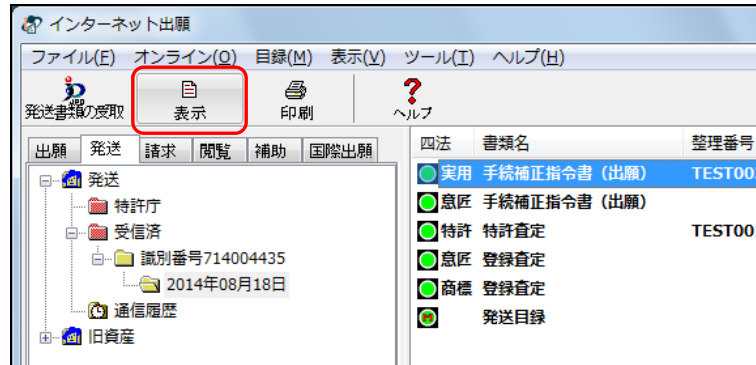 インターネット出願
ファイル(F) オンライン(O) 目録(M) 表示(V) ツール(T) ヘルプ(H)
発送書類の受取 表示 印刷 ヘルプ
出願 発送 請求 閲覧 補助 国際出願
発送
特許庁
受信済
識別番号714004435
2014年08月18日
通信履歴
旧資産
四法 書類名 整理番号
実用 手続補正指令書（出願） TEST00
意匠 手続補正指令書（出願）
特許 特許査定 TEST00
意匠 登録査定
商標 登録査定
発送目録